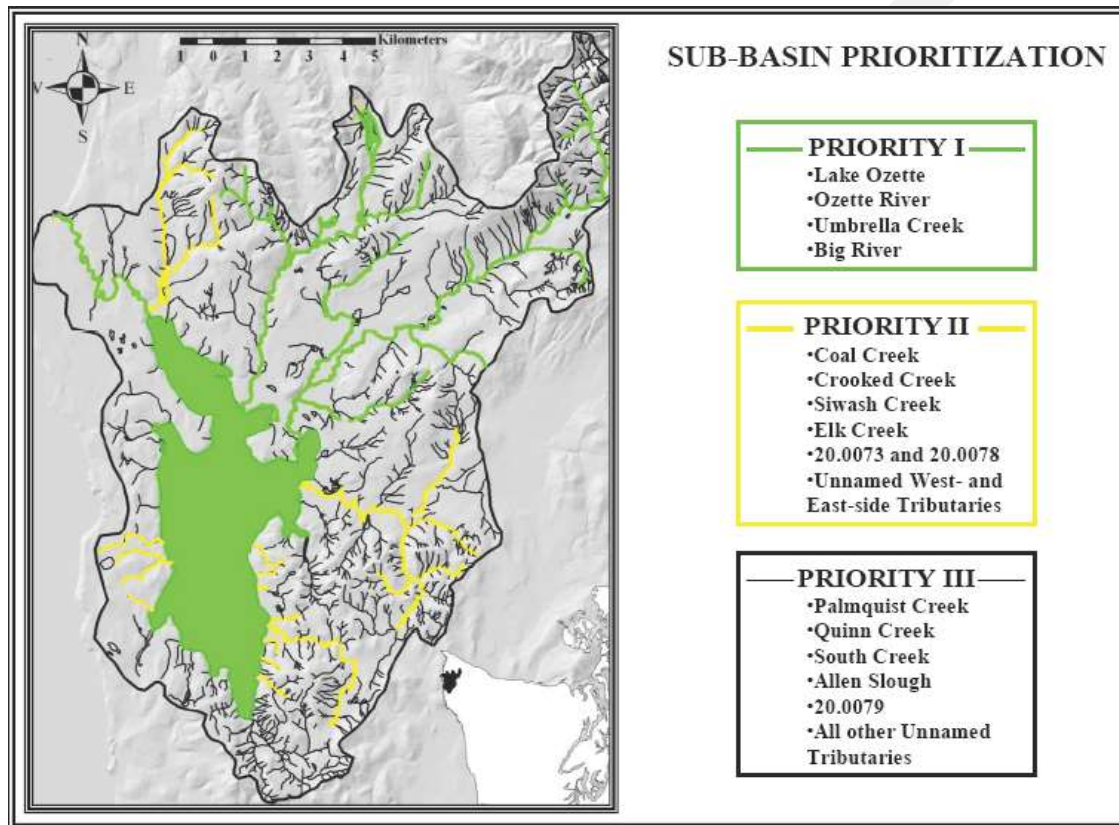 N
V E
S
1 0 1 2 3 4 5 Kilometers
SUB-BASIN PRIORITIZATION
PRIORITY I
•Lake Ozette
•Ozette River
•Umbrella Creek
•Big River
PRIORITY II
•Coal Creek
•Crooked Creek
•Siwash Creek
•Elk Creek
•20.0073 and 20.0078
•Unnamed West- and
East-side Tributaries
PRIORITY III
•Palmquist Creek
•Quinn Creek
•South Creek
•Allen Slough
•20.0079
•All other Unnamed
Tributaries